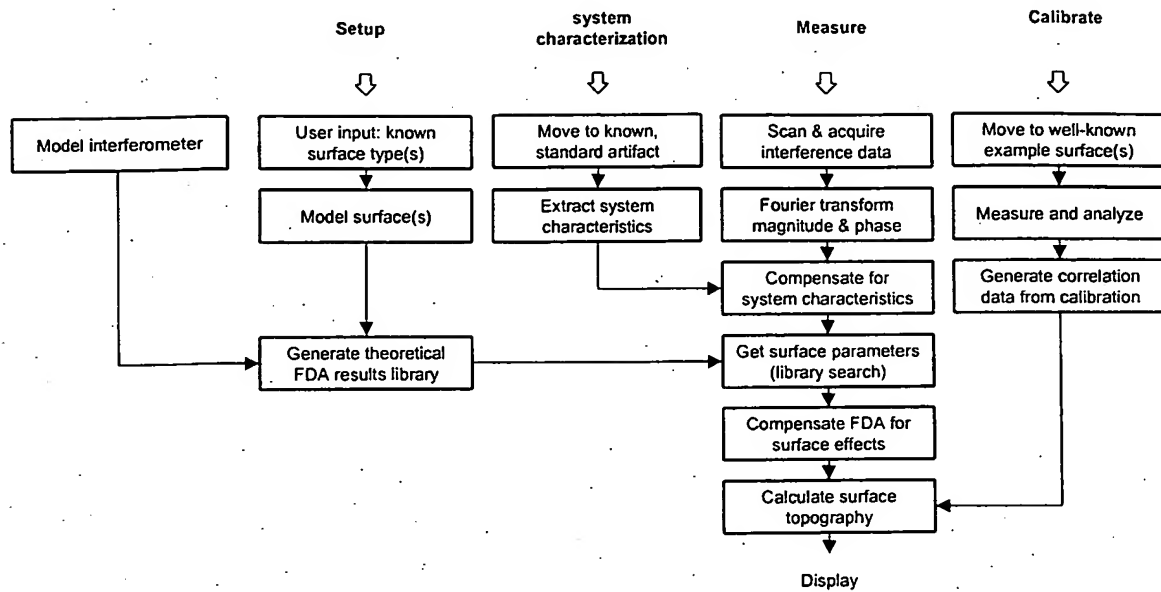 Setup
system
characterization
Measure
Calibrate
Model interferometer
User input: known
surface type(s)
Model surface(s)
Generate theoretical
FDA results library
Move to known,
standard artifact
Extract system
characteristics
Scan & acquire
interference data
Fourier transform
magnitude & phase
Compensate for
system characteristics
Get surface parameters
(library search)
Compensate FDA for
surface effects
Calculate surface
topography
Display
Move to well-known
example surface(s)
Measure and analyze
Generate correlation
data from calibration